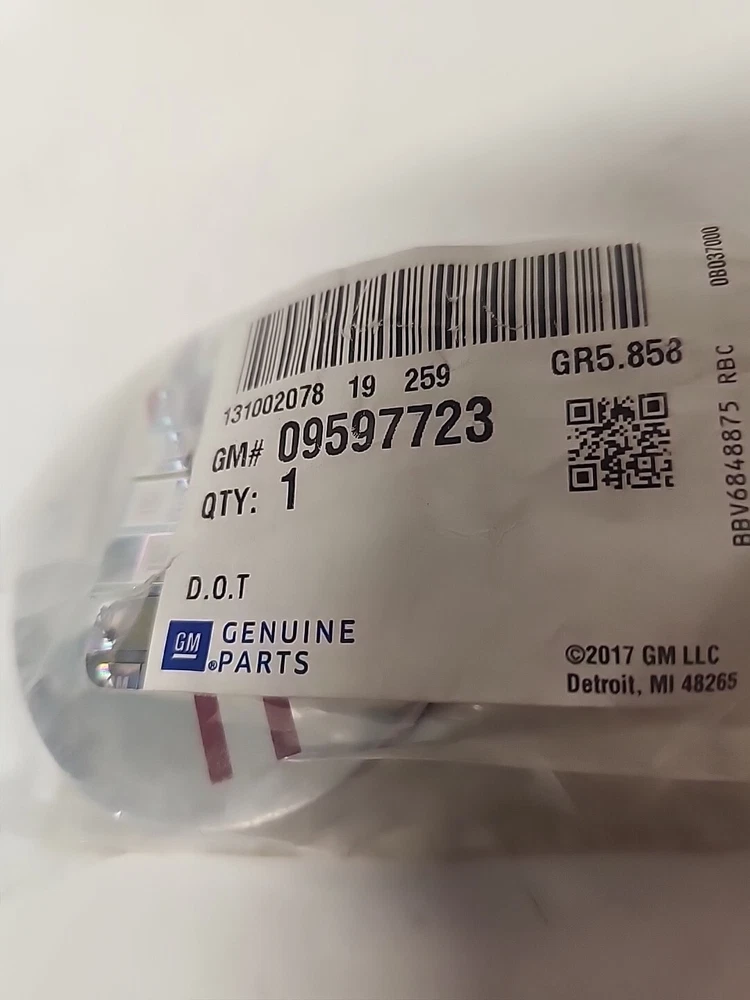 131002078 19 259
GR5.858
GM# 09597723
QTY: 1
D.O.T
GM
GENUINE
®PARTS
©2017 GM LLC
Detroit, MI 48265
BBV6848875 RBC 0B037000